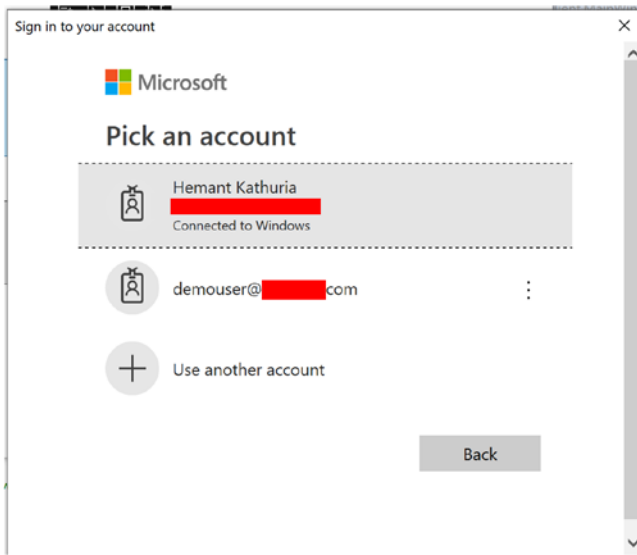 Sign in to your account
Microsoft
Pick an account
Hemant Kathuria
Connected to Windows
demouser@
com
Use another account
Back